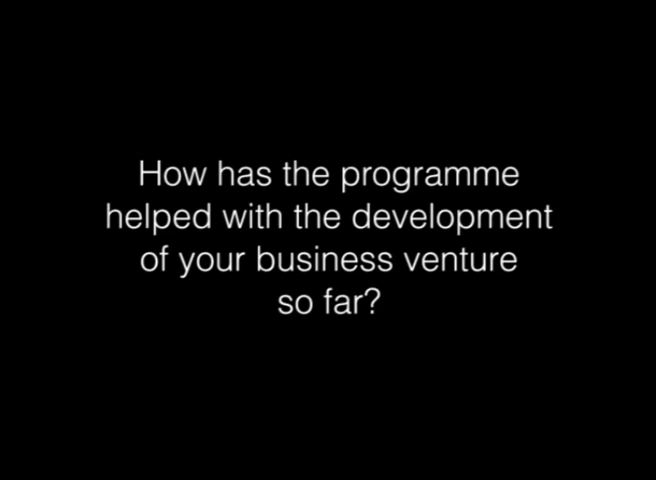 How has the programme
helped with the development
of your business venture
so far?